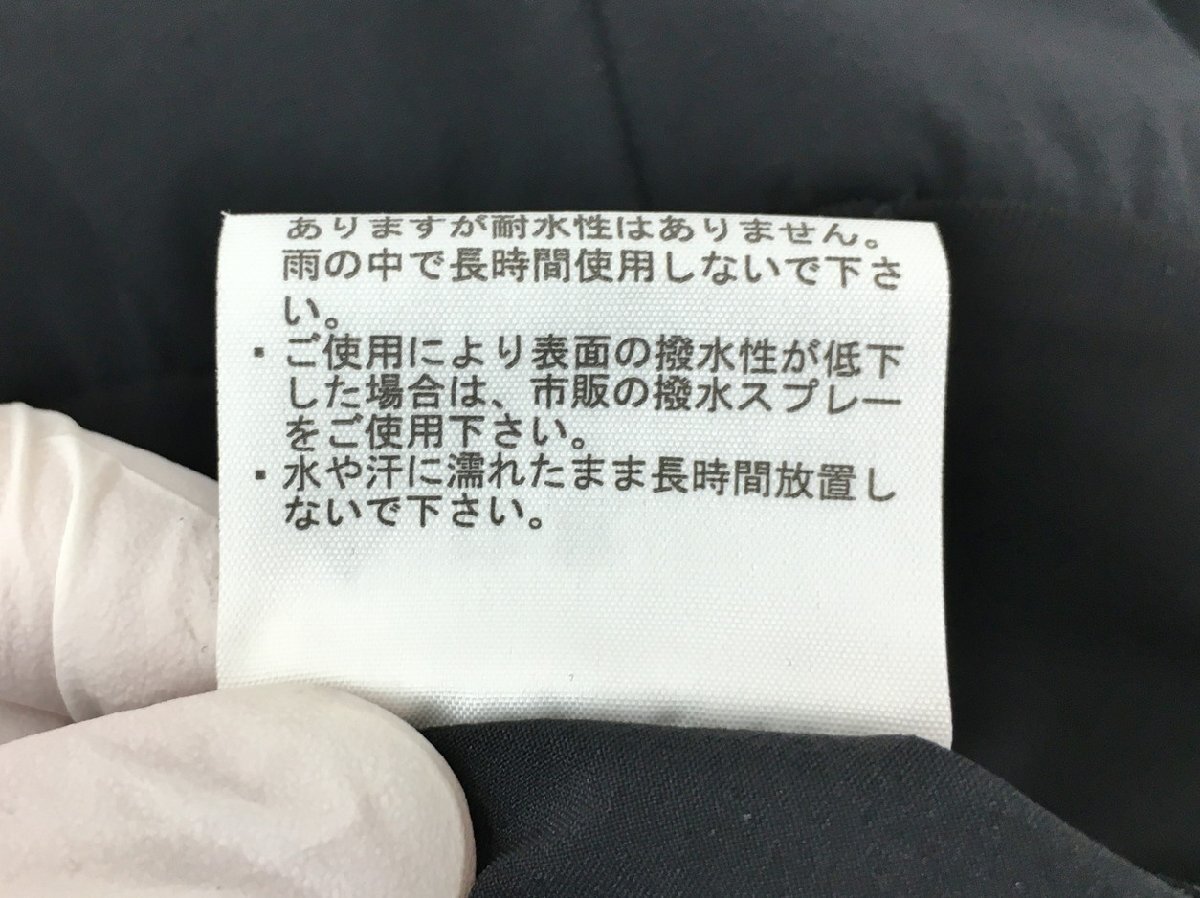 ありますが耐水性はありません。
雨の中で長時間使用しないで下さ
い。
・ご使用により表面の撥水性が低下
した場合は、市販の撥水スプレー
をご使用下さい。
・水や汗に濡れたまま長時間放置し
ないで下さい。